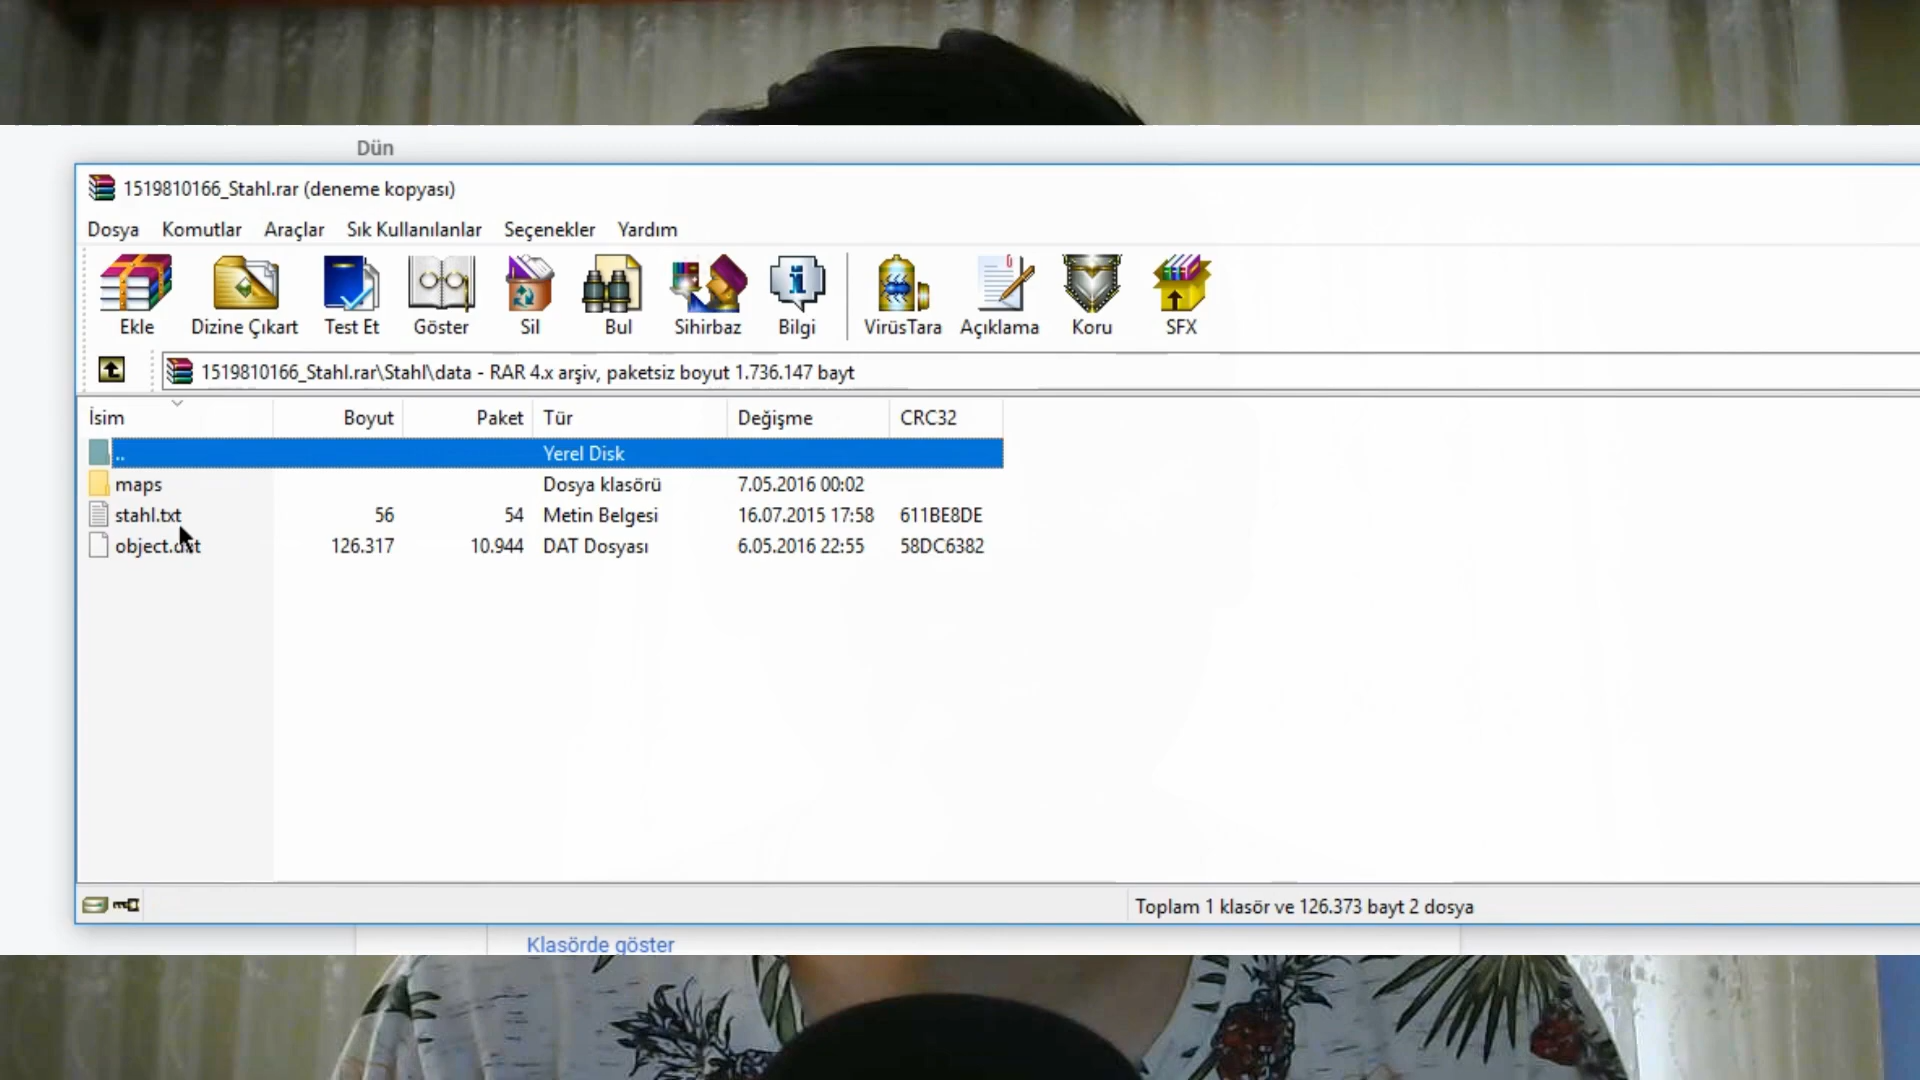 Dün
1519810166_Stahl.rar (deneme kopyası)
Dosya Komutlar Araçlar Sık Kullanılanlar Seçenekler Yardım
Ekle Dizine Çıkart Test Et Göster Sil Bul Sihirbaz Bilgi VirüsTara Açıklama Koru SFX
1519810166_Stahl.rar\Stahl\data - RAR 4.x arşiv, paketsiz boyut 1.736.147 bayt
İsim Boyut Paket Tür Değişme CRC32
.. Yerel Disk
maps Dosya klasörü 7.05.2016 00:02
stahl.txt 56 54 Metin Belgesi 16.07.2015 17:58 611BE8DE
object.dat 126.317 10.944 DAT Dosyası 6.05.2016 22:55 58DC6382
Toplam 1 klasör ve 126.373 bayt 2 dosya
Klasörde göster